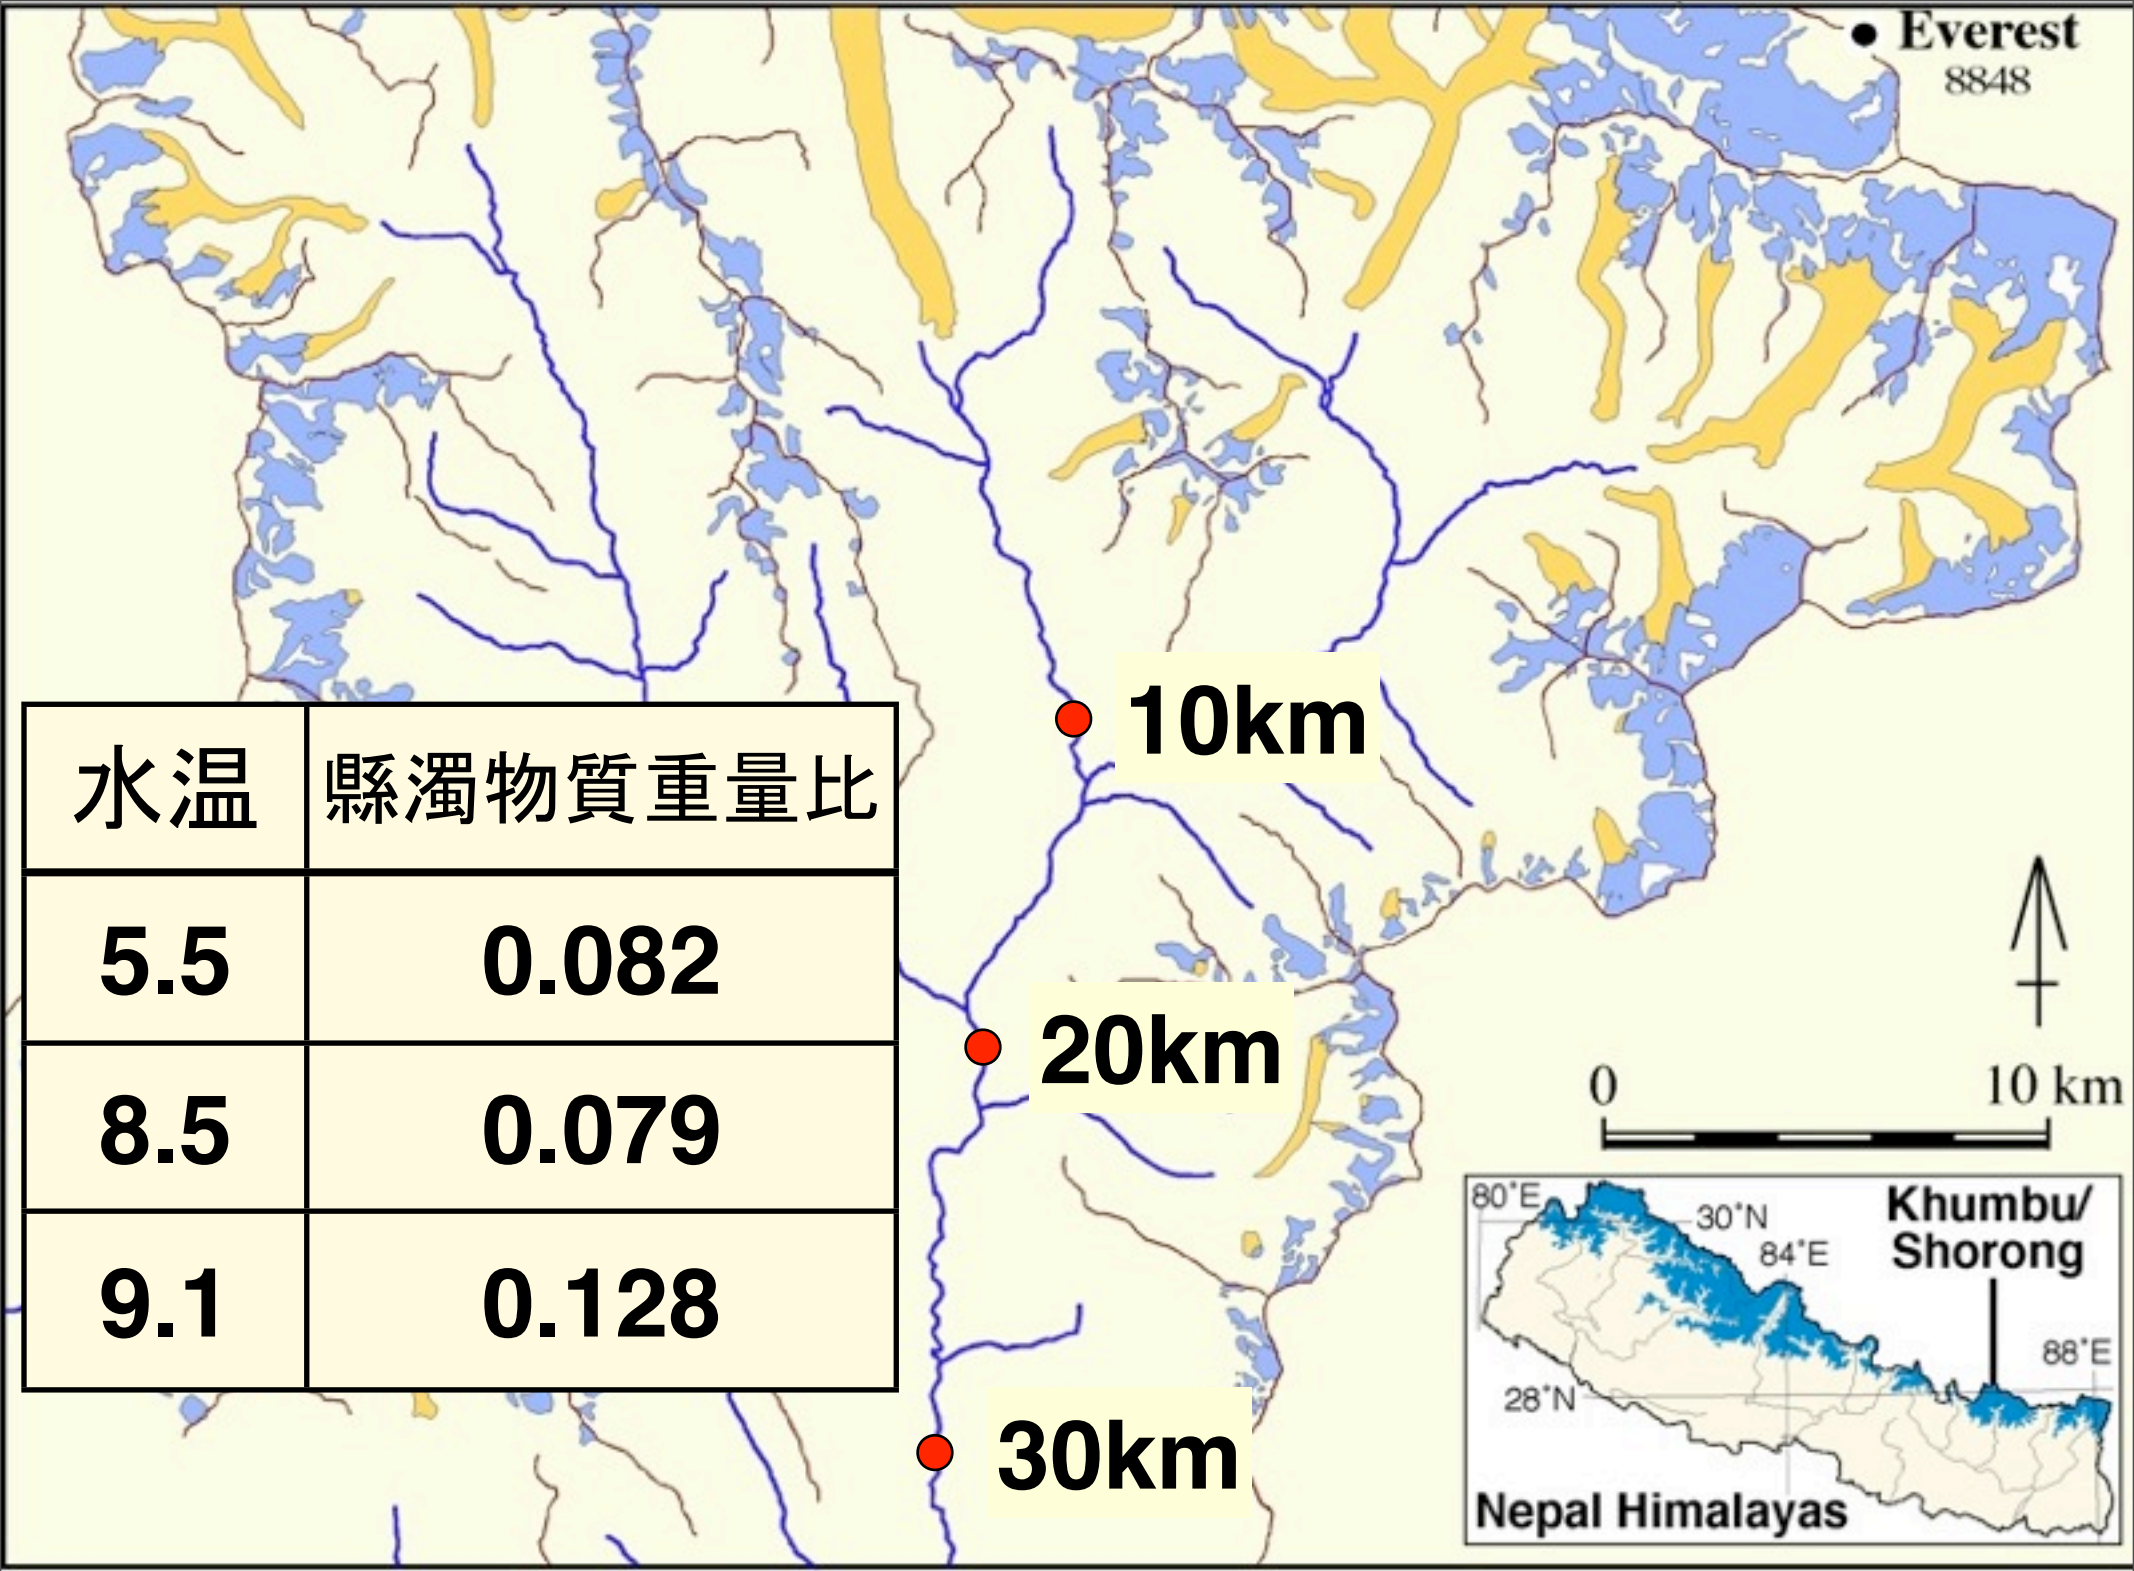 Everest
8848
10km
水温 縣濁物質重量比
5.5 0.082
8.5 0.079
9.1 0.128
20km
30km
0 10 km
80°E
30°N
84°E
Khumbu/
Shorong
88°E
28°N
Nepal Himalayas